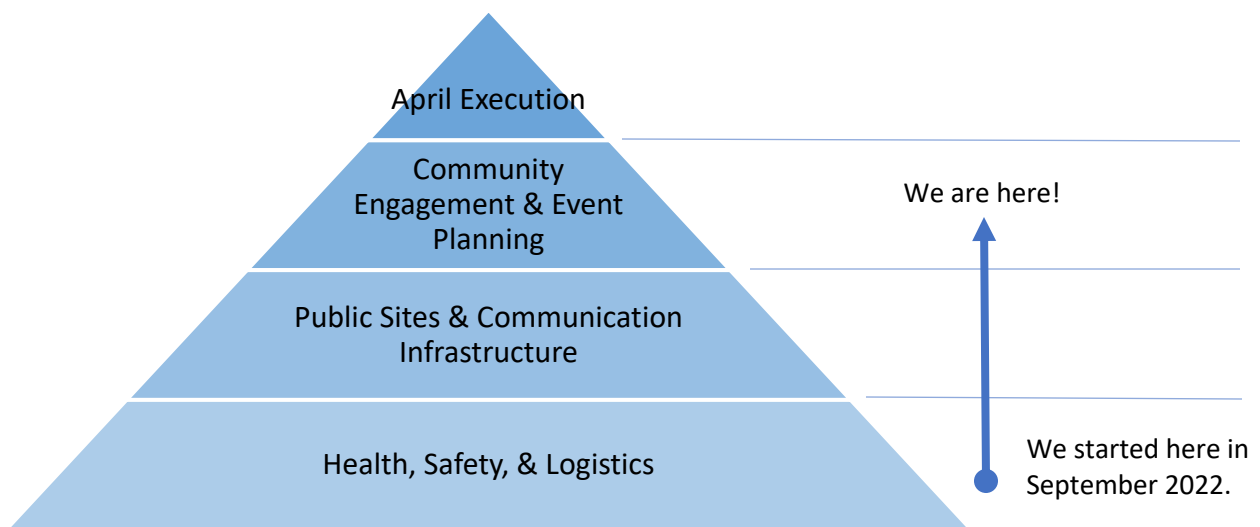 April Execution
Community
Engagement & Event
Planning
We are here!
Public Sites & Communication
Infrastructure
Health, Safety, & Logistics
We started here in
September 2022.